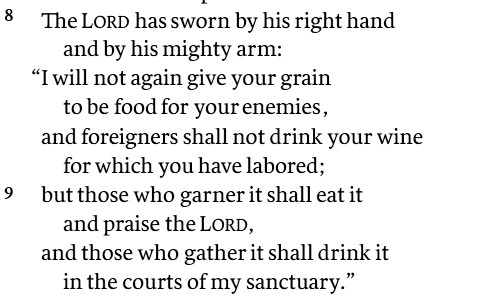 8 The LORD has sworn by his right hand
and by his mighty arm:
“I will not again give your grain
to be food for your enemies,
and foreigners shall not drink your wine
for which you have labored;
9 but those who garner it shall eat it
and praise the LORD,
and those who gather it shall drink it
in the courts of my sanctuary.”